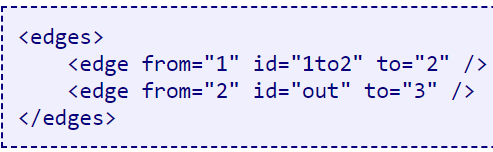 <edges>
    <edge from="1" id="1to2" to="2" />
    <edge from="2" id="out" to="3" />
</edges>